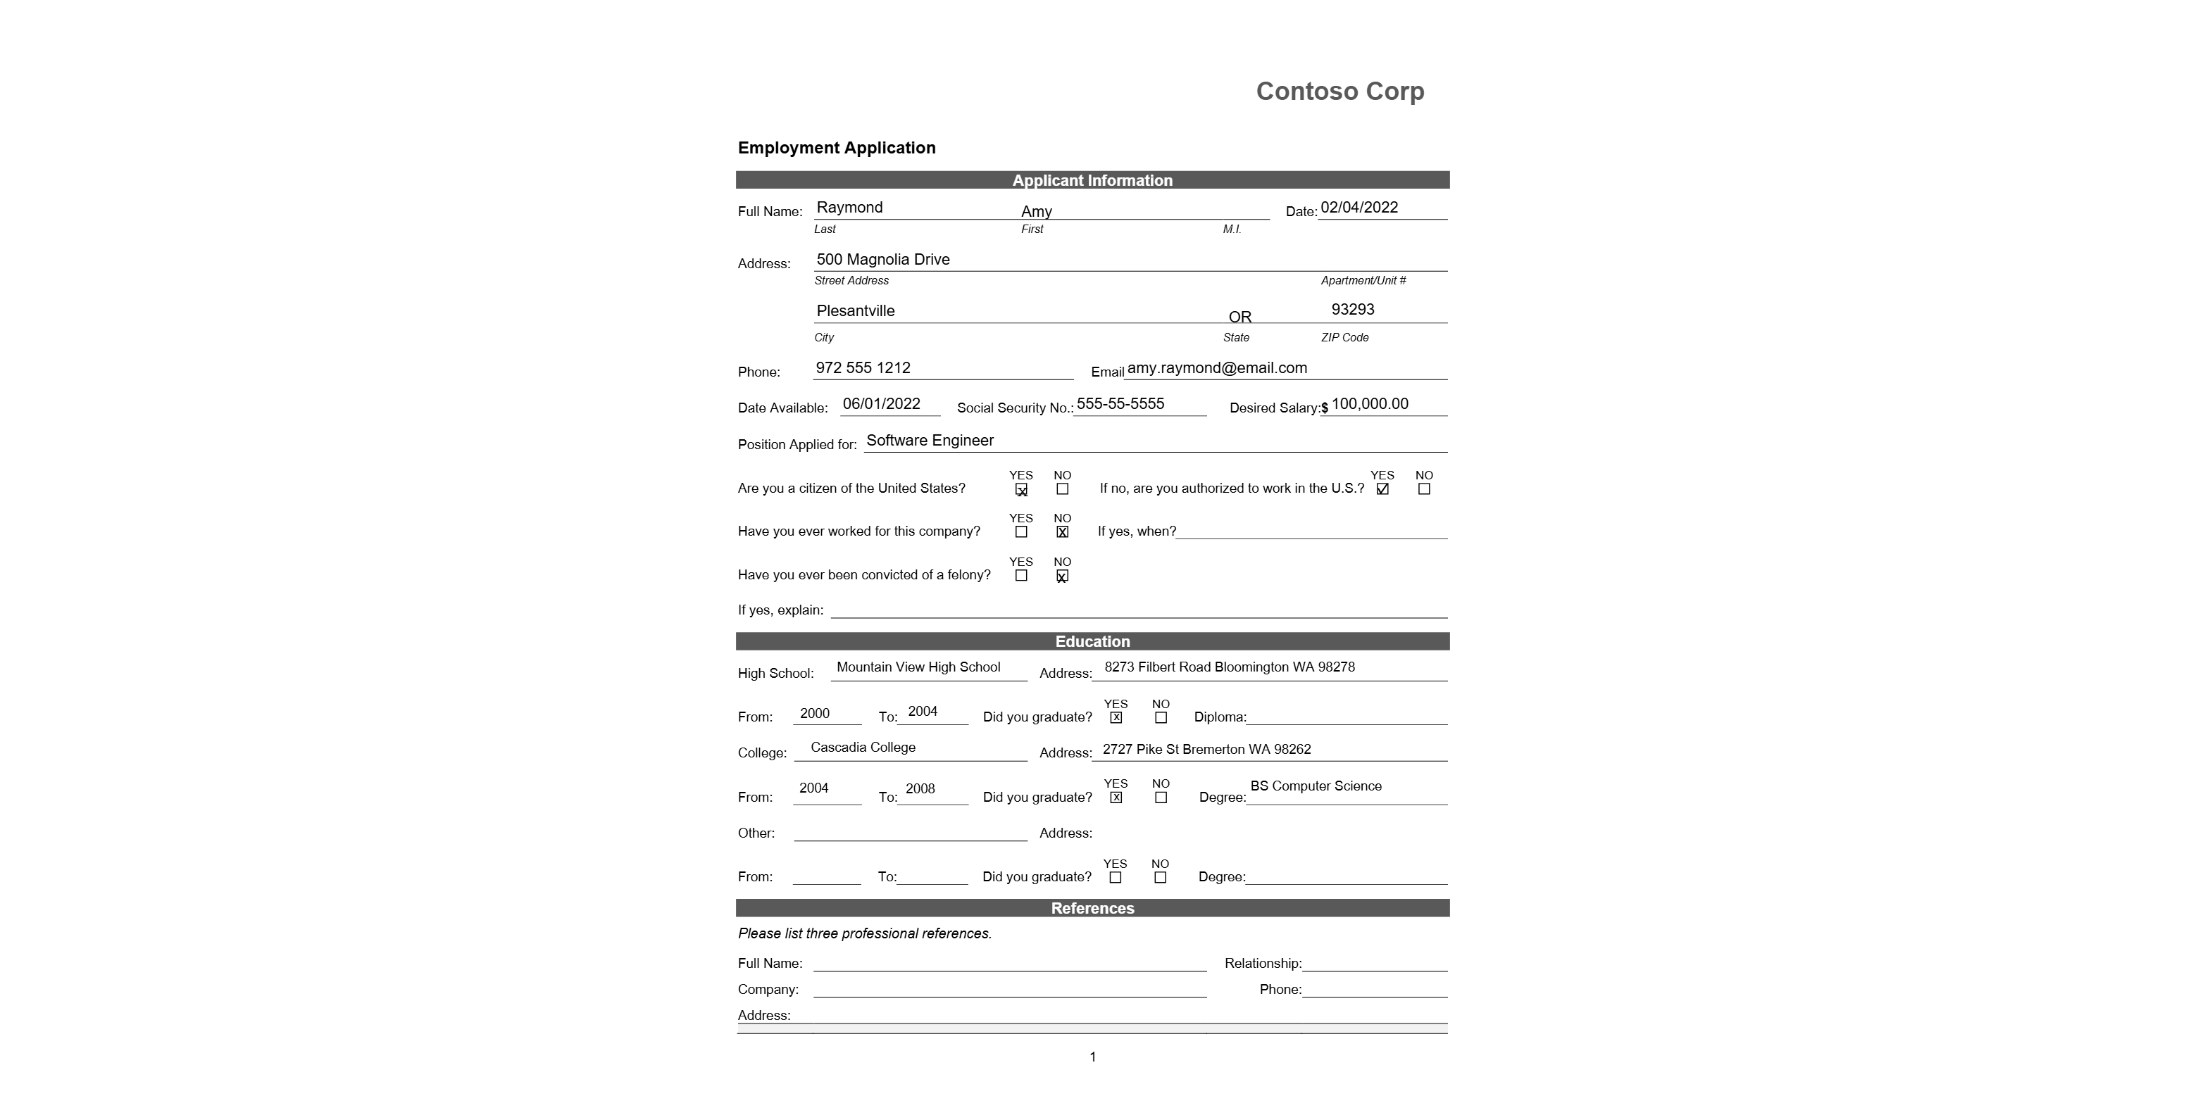 Contoso Corp
Employment Application
Applicant Information
Full Name: Raymond Amy Date: 02/04/2022
Last First M.I.
Address: 500 Magnolia Drive
Street Address Apartment/Unit #
Plesantville OR 93293
City State ZIP Code
Phone: 972 555 1212 Email amy.raymond@email.com
Date Available: 06/01/2022 Social Security No.: 555-55-5555 Desired Salary:$ 100,000.00
Position Applied for: Software Engineer
YES NO YES NO
Are you a citizen of the United States? ☒ ☐ If no, are you authorized to work in the U.S.? ☑ ☐
YES NO
Have you ever worked for this company? ☐ ☒ If yes, when?
YES NO
Have you ever been convicted of a felony? ☐ ☒
If yes, explain:
Education
High School: Mountain View High School Address: 8273 Filbert Road Bloomington WA 98278
YES NO
From: 2000 To: 2004 Did you graduate? ☒ ☐ Diploma:
College: Cascadia College Address: 2727 Pike St Bremerton WA 98262
YES NO
From: 2004 To: 2008 Did you graduate? ☒ ☐ Degree: BS Computer Science
Other: Address:
YES NO
From: To: Did you graduate? ☐ ☐ Degree:
References
Please list three professional references.
Full Name: Relationship:
Company: Phone:
Address:
1